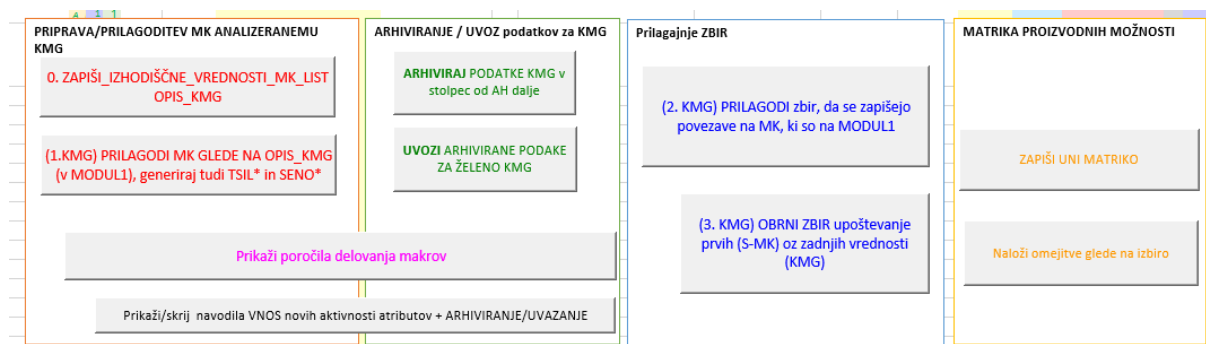 A 1 1
PRIPRAVA/PRILAGODITEV MK ANALIZERANEMU
KMG
0. ZAPIŠI_IZHODIŠČNE_VREDNOSTI_MK_LIST
OPIS_KMG
(1.KMG) PRILAGODI MK GLEDE NA OPIS_KMG
(v MODUL1), generiraj tudi TSIL* in SENO*
ARHIVIRANJE / UVOZ podatkov za KMG
ARHIVIRAJ PODATKE KMG v
stolpec od AH dalje
UVOZI ARHIVIRANE PODAKE
ZA ŽELENO KMG
Prikaži poročila delovanja makrov
Prikaži/skrij navodila VNOS novih aktivnosti atributov + ARHIVIRANJE/UVAZANJE
Prilagajnje ZBIR
(2. KMG) PRILAGODI zbir, da se zapišejo
povezave na MK, ki so na MODUL1
(3. KMG) OBRNI ZBIR upoštevanje
prvih (S-MK) oz zadnjih vrednosti
(KMG)
MATRIKA PROIZVODNIH MOŽNOSTI
ZAPIŠI UNI MATRIKO
Naloži omejitve glede na izbiro